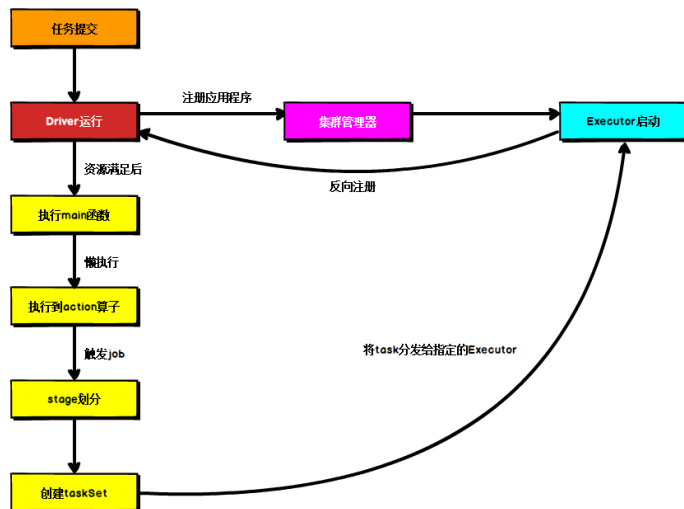 任务提交
注册应用程序
Driver运行
集群管理器
Executor启动
资源满足后
反向注册
执行main函数
懒执行
执行到action算子
触发job
将task分发给指定的Executor
stage划分
创建taskSet